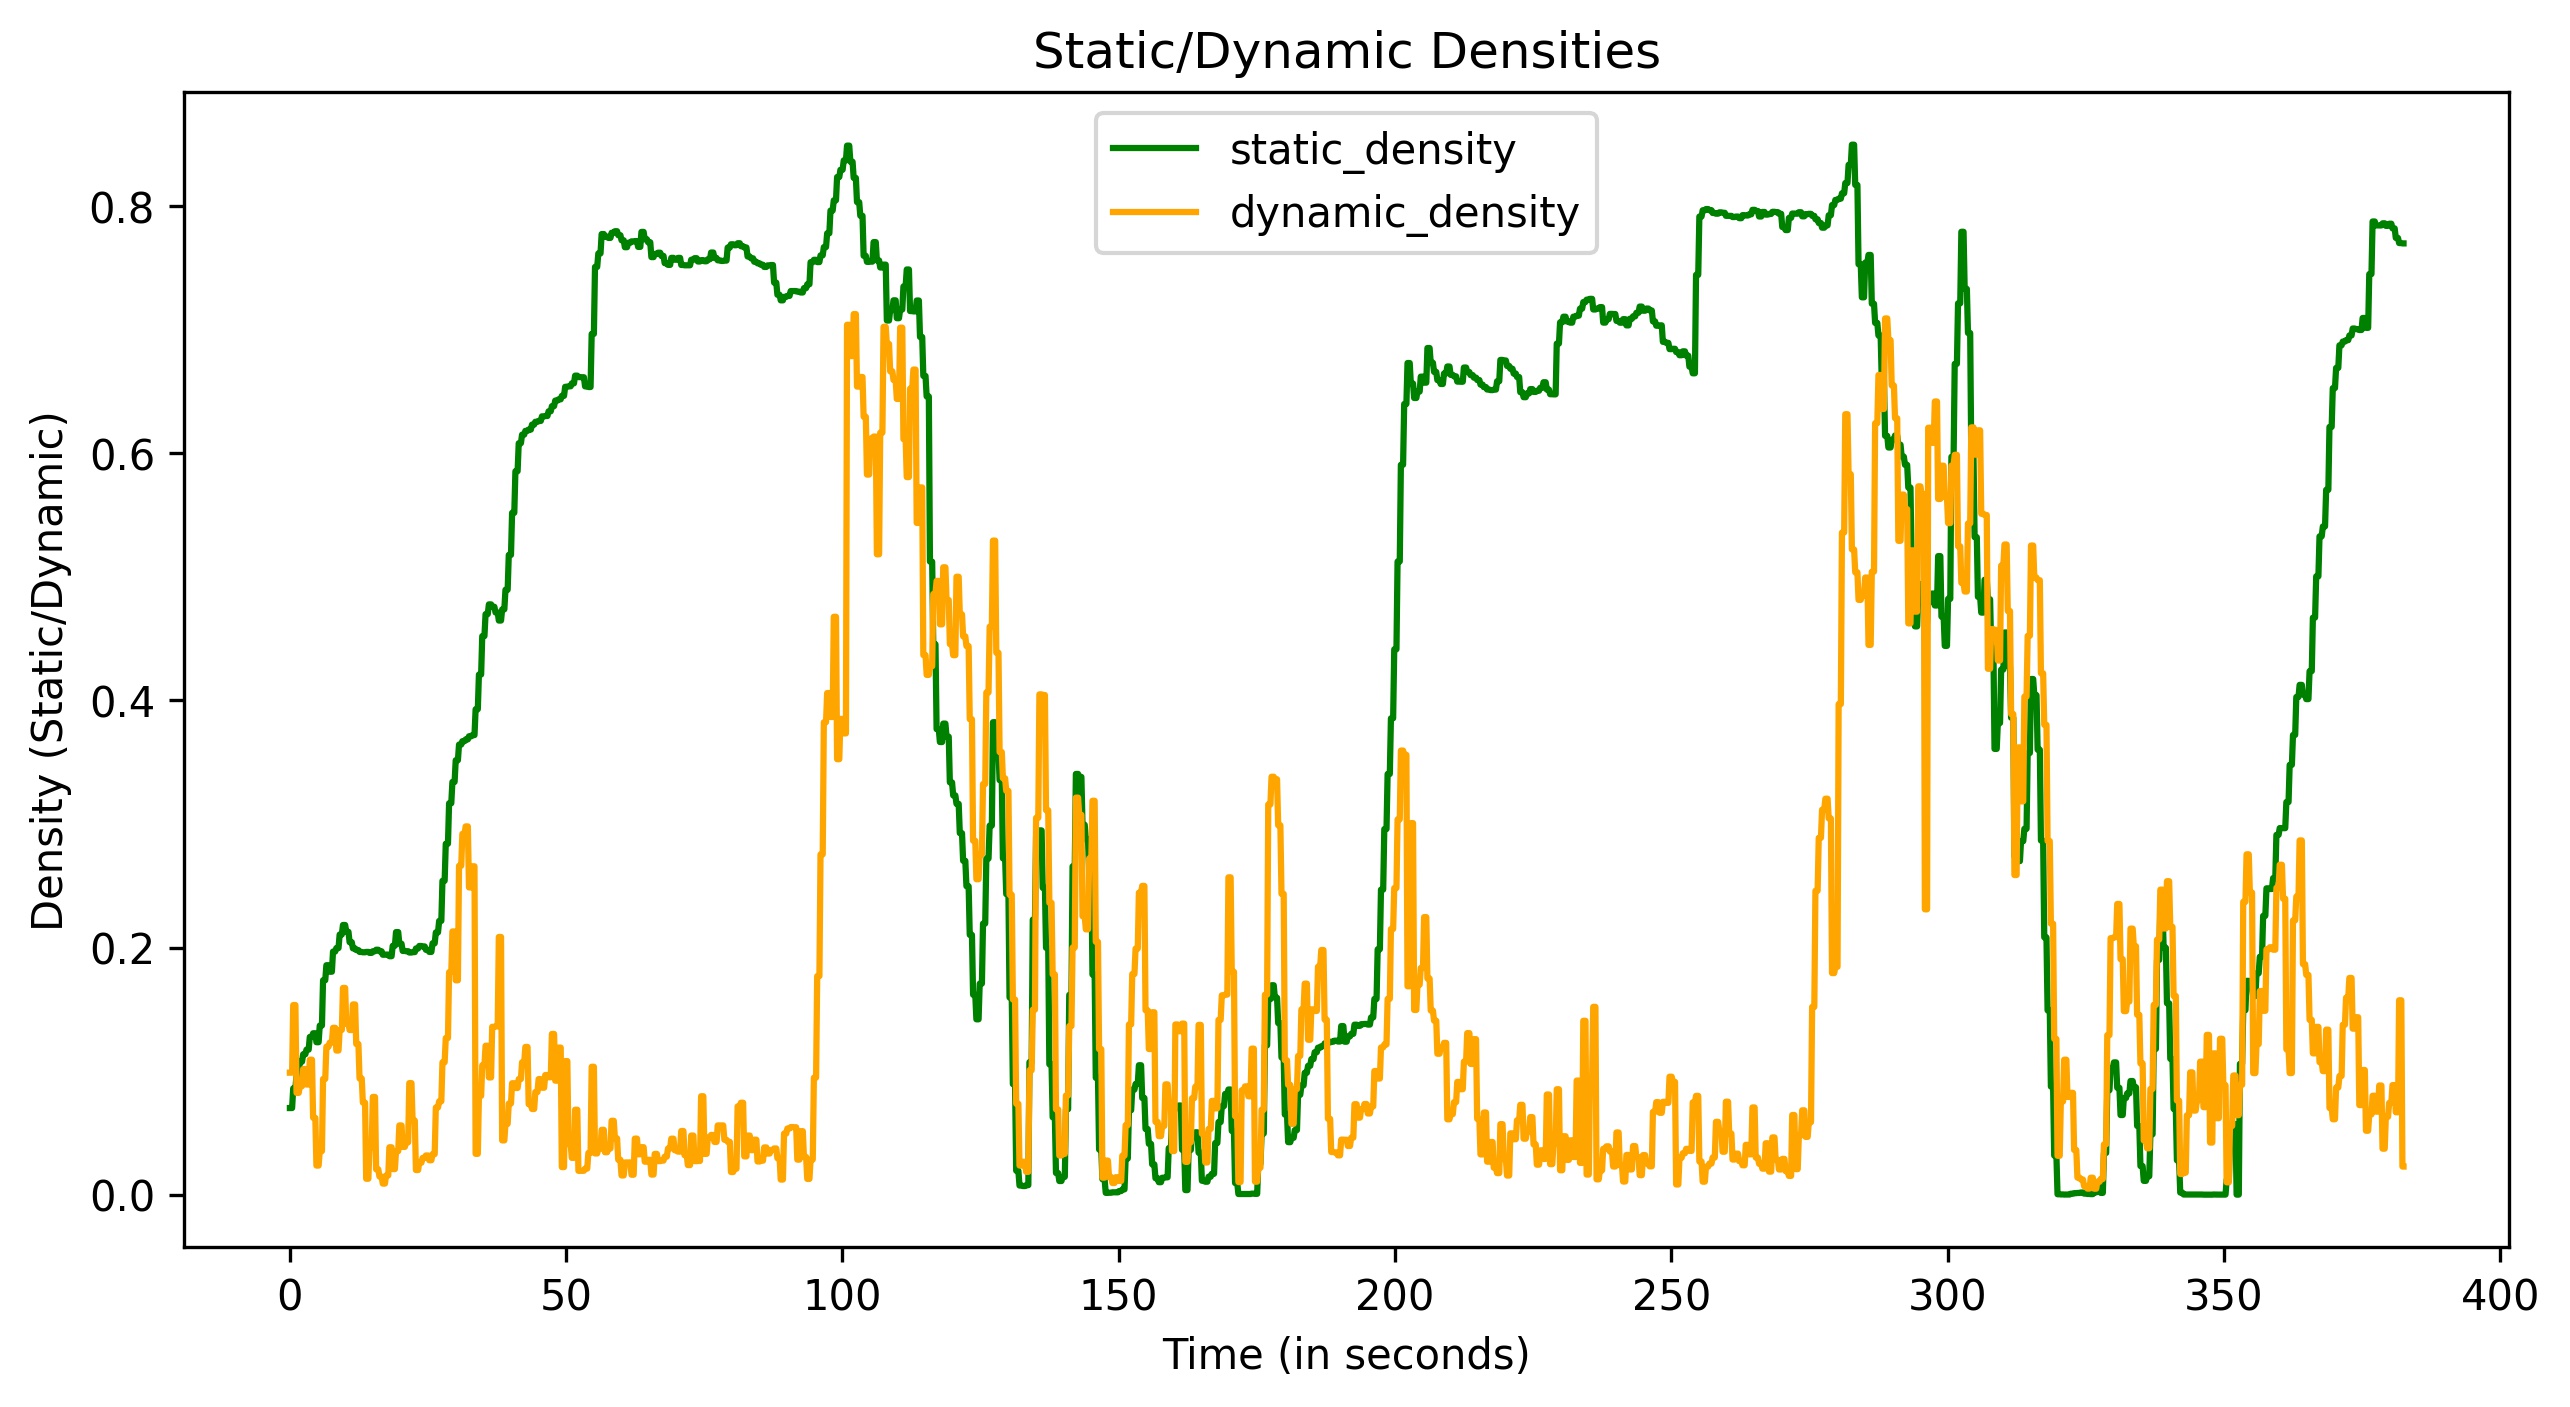 Static/Dynamic Densities
static_density
dynamic_density
Density (Static/Dynamic)
0.8
0.6
0.4
0.2
0.0
0 50 100 150 200 250 300 350 400
Time (in seconds)